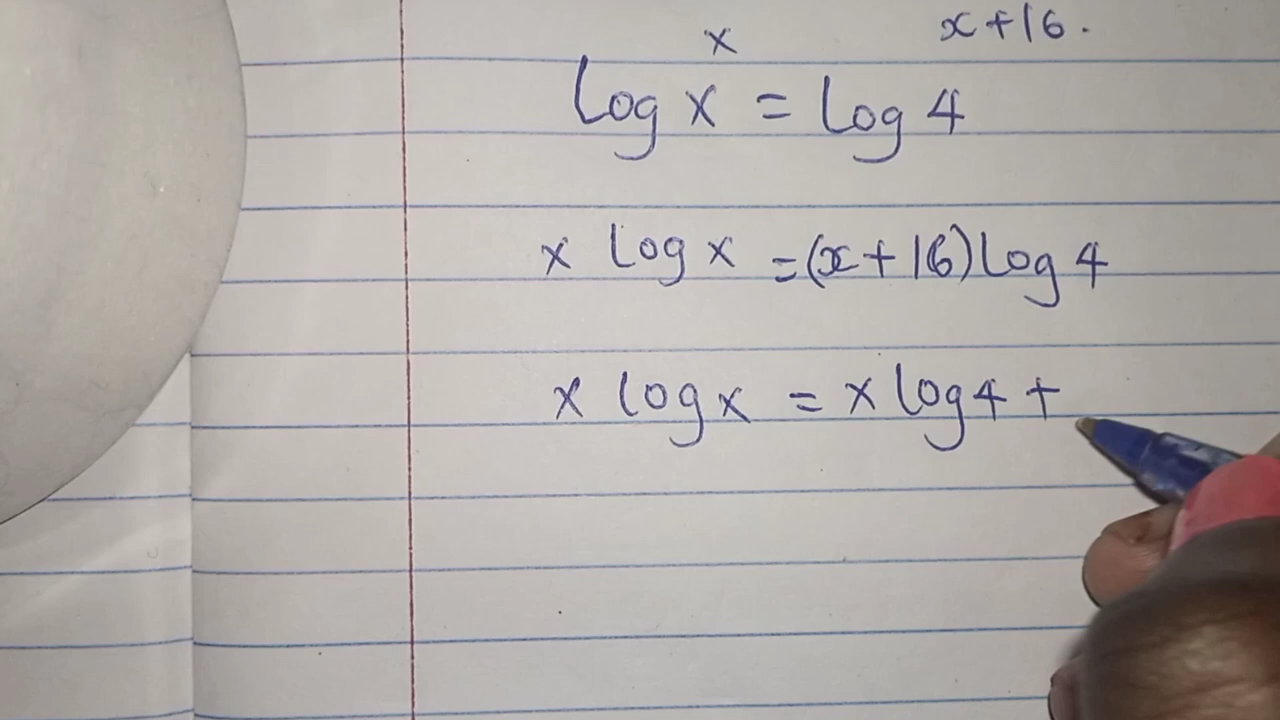 log x^x = log 4^x+16.
x log x = (x+16) log 4
x log x = x log 4 +